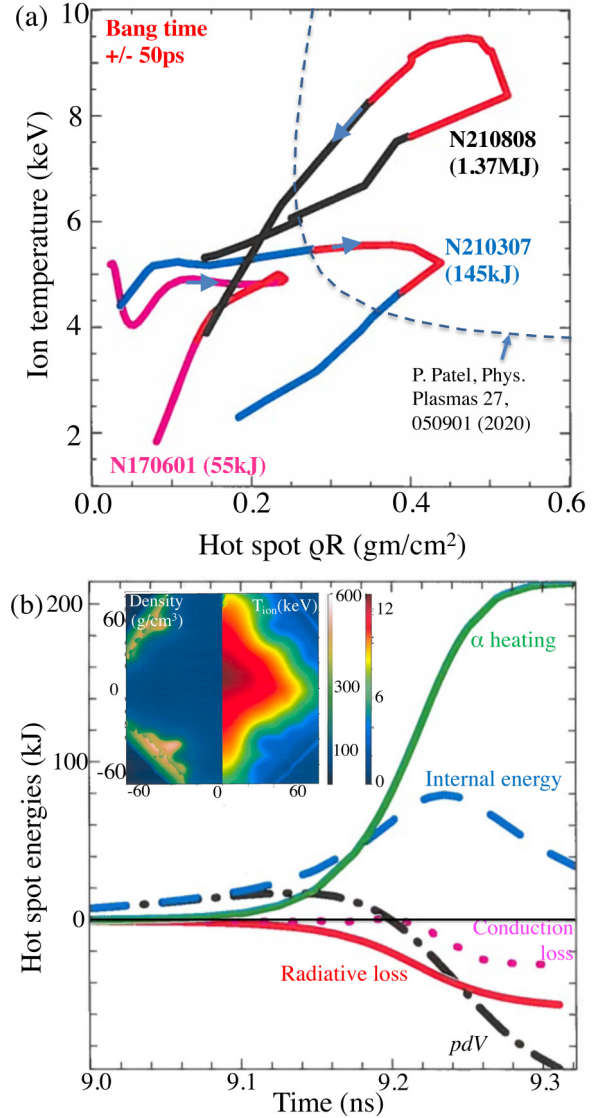 (a)
Bang time
+/- 50ps
10
8
6
4
2
0.0
0.2
0.4
0.6
Ion temperature (keV)
N210808
(1.37MJ)
N210307
(145kJ)
P. Patel, Phys.
Plasmas 27,
050901 (2020)
N170601 (55kJ)
Hot spot ϱR (gm/cm²)
(b)
200
100
0
Hot spot energies (kJ)
Density
(g/cm³)
Tion(keV)
60
0
-60
-60
0
60
600
300
100
12
6
0
α heating
Internal energy
Conduction
loss
Radiative loss
pdV
9.0
9.1
9.2
9.3
Time (ns)